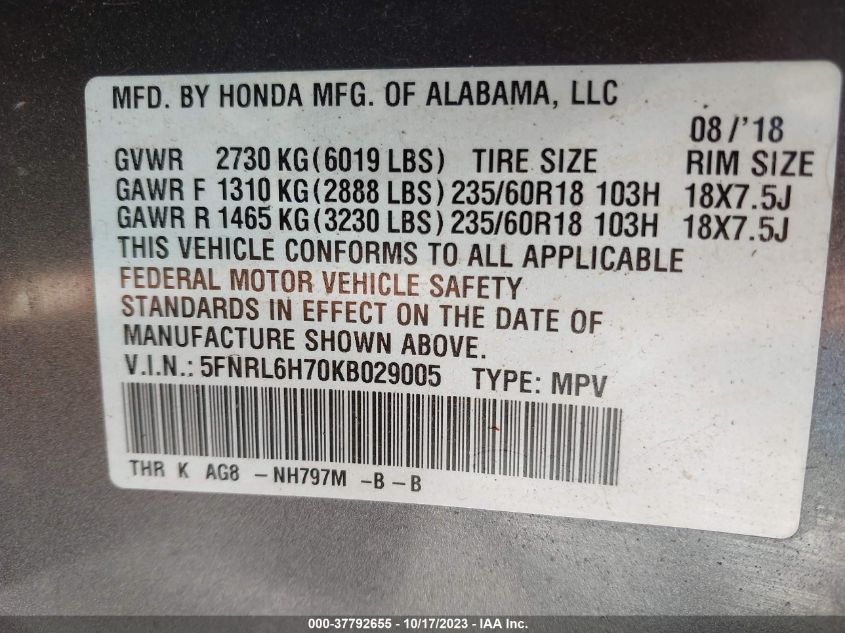 MFD. BY HONDA MFG. OF ALABAMA, LLC
08/'18
GVWR 2730 KG(6019 LBS) TIRE SIZE RIM SIZE
GAWR F 1310 KG(2888 LBS) 235/60R18 103H 18X7.5J
GAWR R 1465 KG(3230 LBS) 235/60R18 103H 18X7.5J
THIS VEHICLE CONFORMS TO ALL APPLICABLE
FEDERAL MOTOR VEHICLE SAFETY
STANDARDS IN EFFECT ON THE DATE OF
MANUFACTURE SHOWN ABOVE.
V.I.N.: 5FNRL6H70KB029005 TYPE: MPV
THR K AG8 -NH797M -B-B
000-37792655 - 10/17/2023 - IAA Inc.